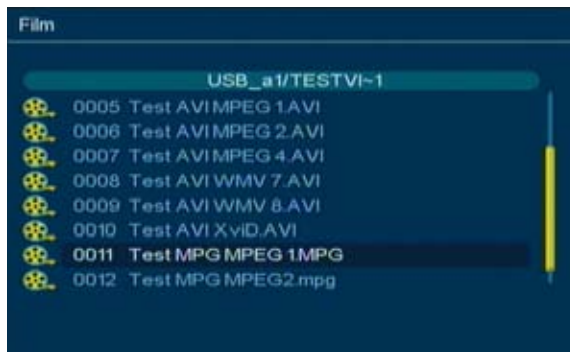 Film
USB_a1/TESTVI~1
0005 Test AVI MPEG 1.AVI
0006 Test AVI MPEG 2.AVI
0007 Test AVI MPEG 4.AVI
0008 Test AVI WMV 7.AVI
0009 Test AVI WMV 8.AVI
0010 Test AVI XviD.AVI
0011 Test MPG MPEG 1.MPG
0012 Test MPG MPEG2.mpg